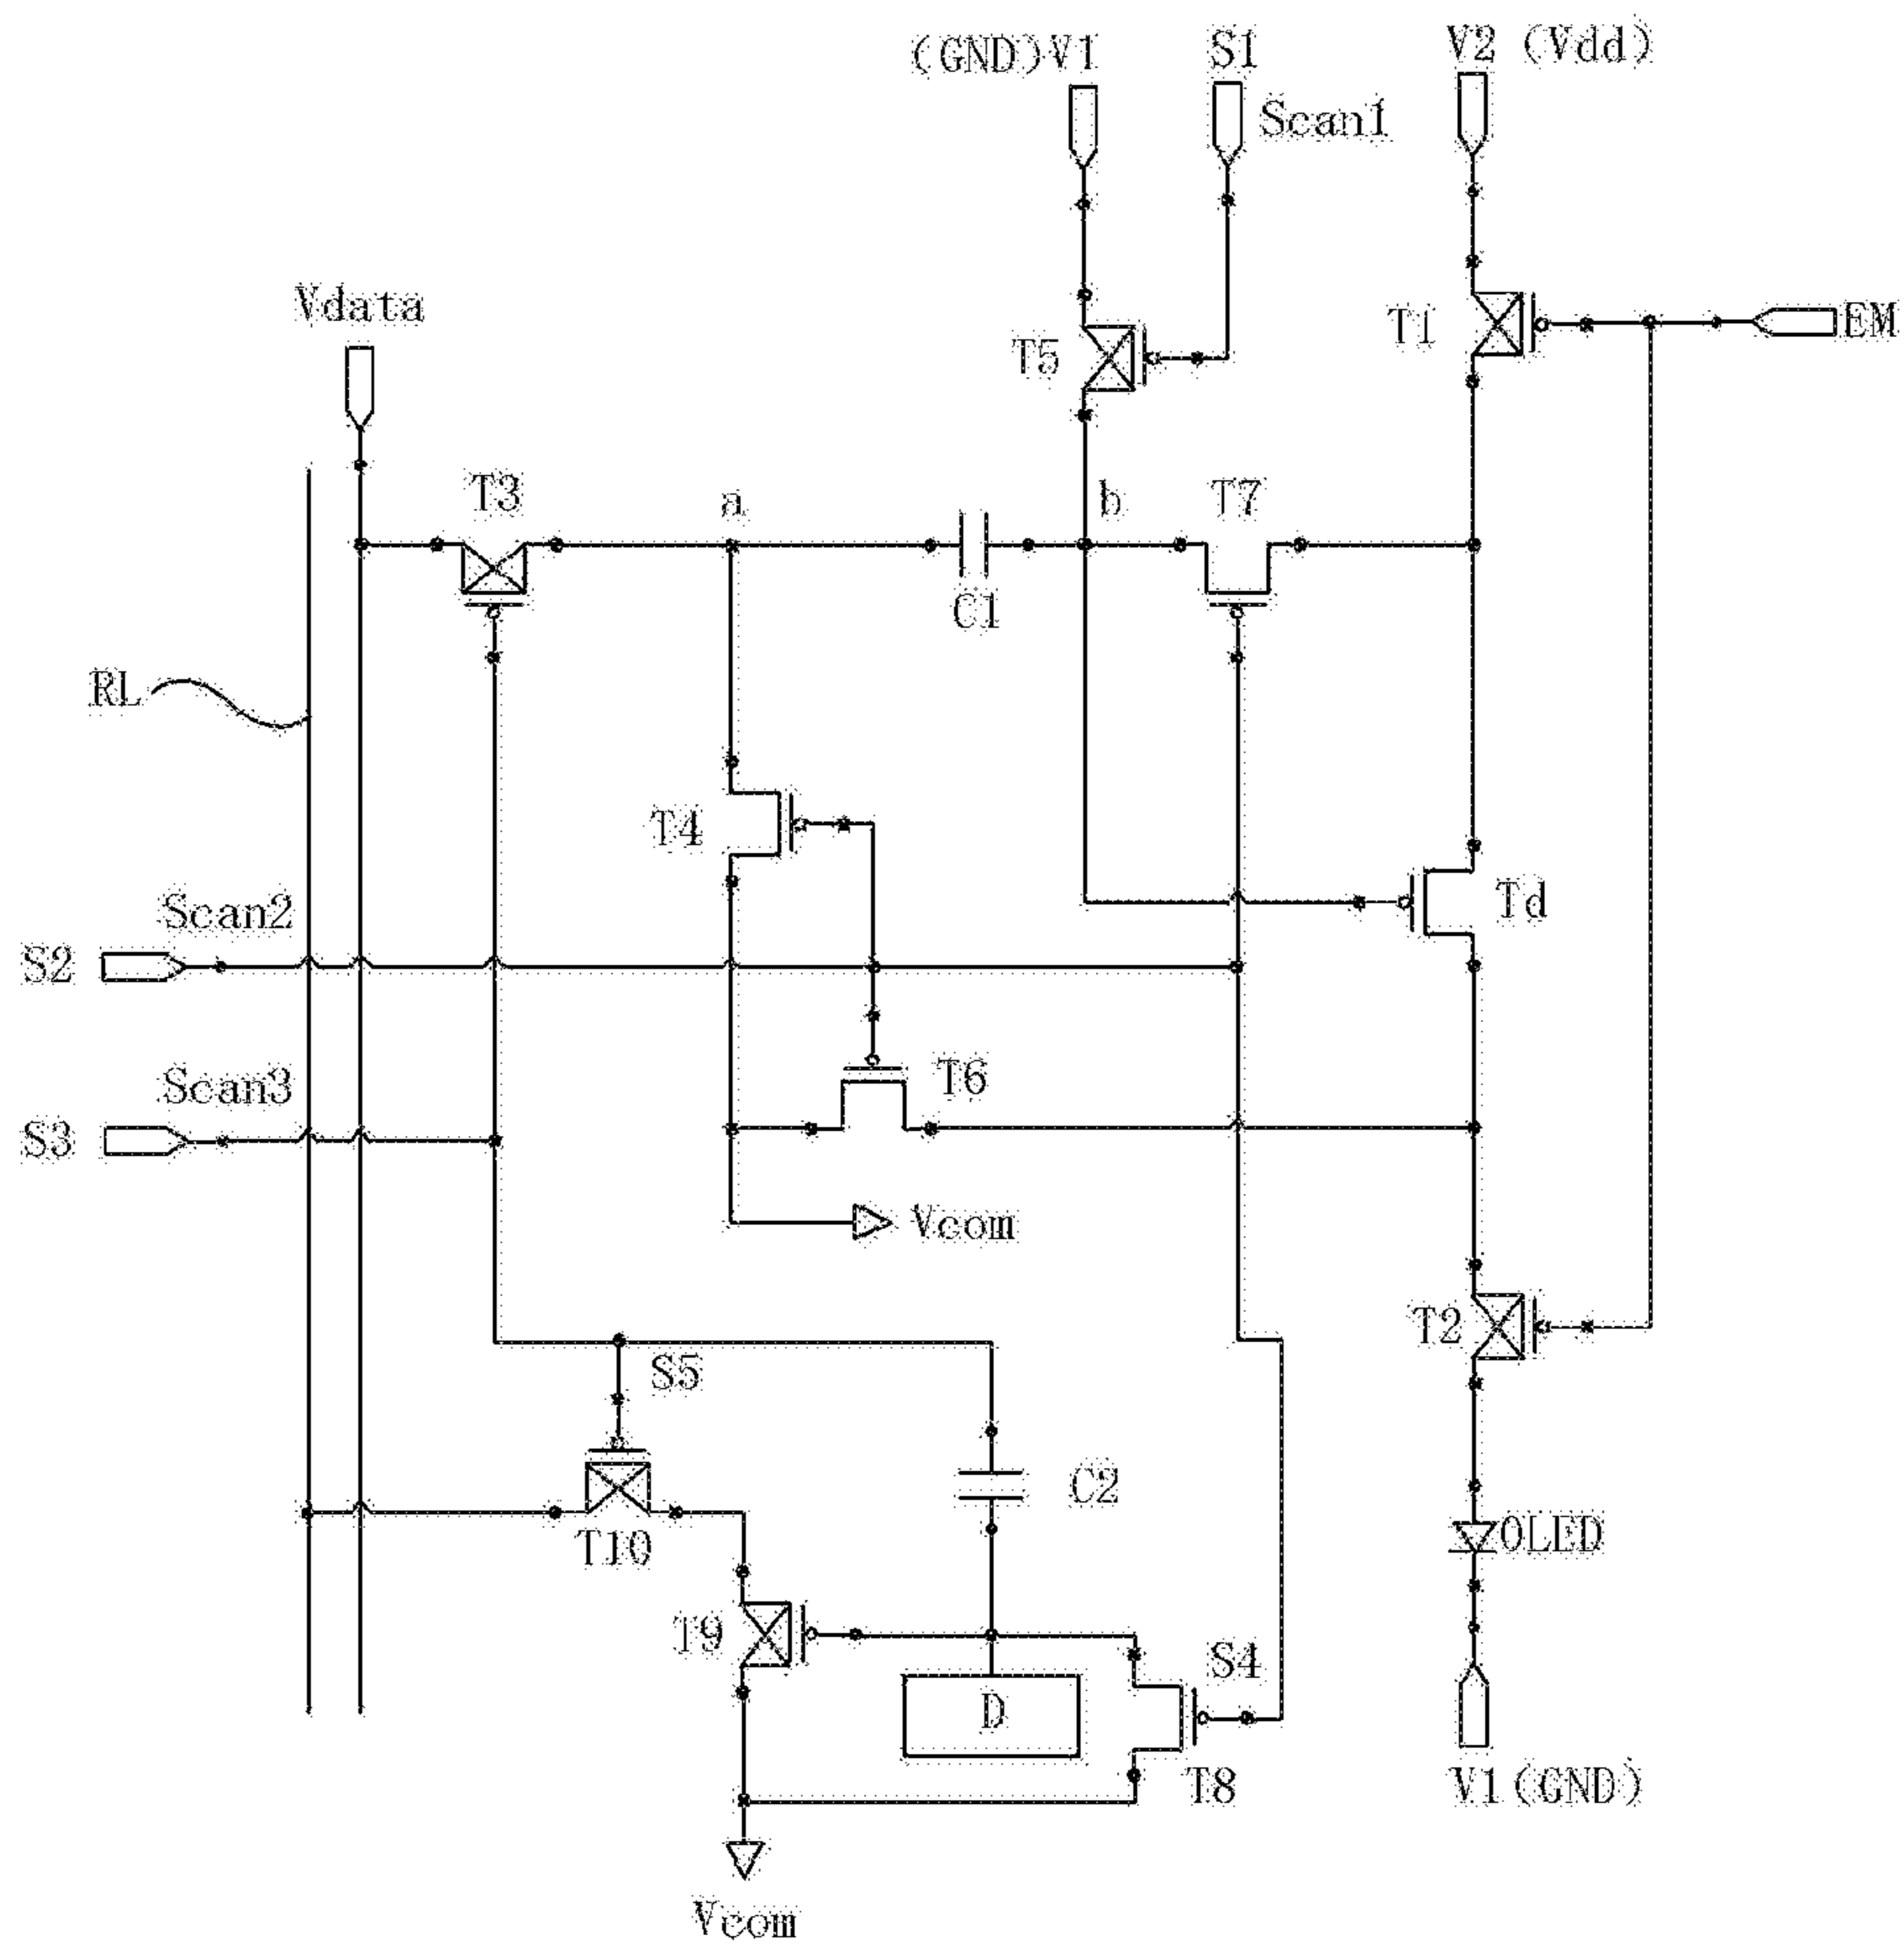 (GND)V1
S1
V2 (Vdd)
Scan1
Vdata
T5
T1
EM
T3
a
b
T7
C1
RL
T4
Td
Scan2
S2
Scan3
S3
T6
Vcom
T2
S5
C2
T10
OLED
T9
S4
D
T8
V1(GND)
Vcom